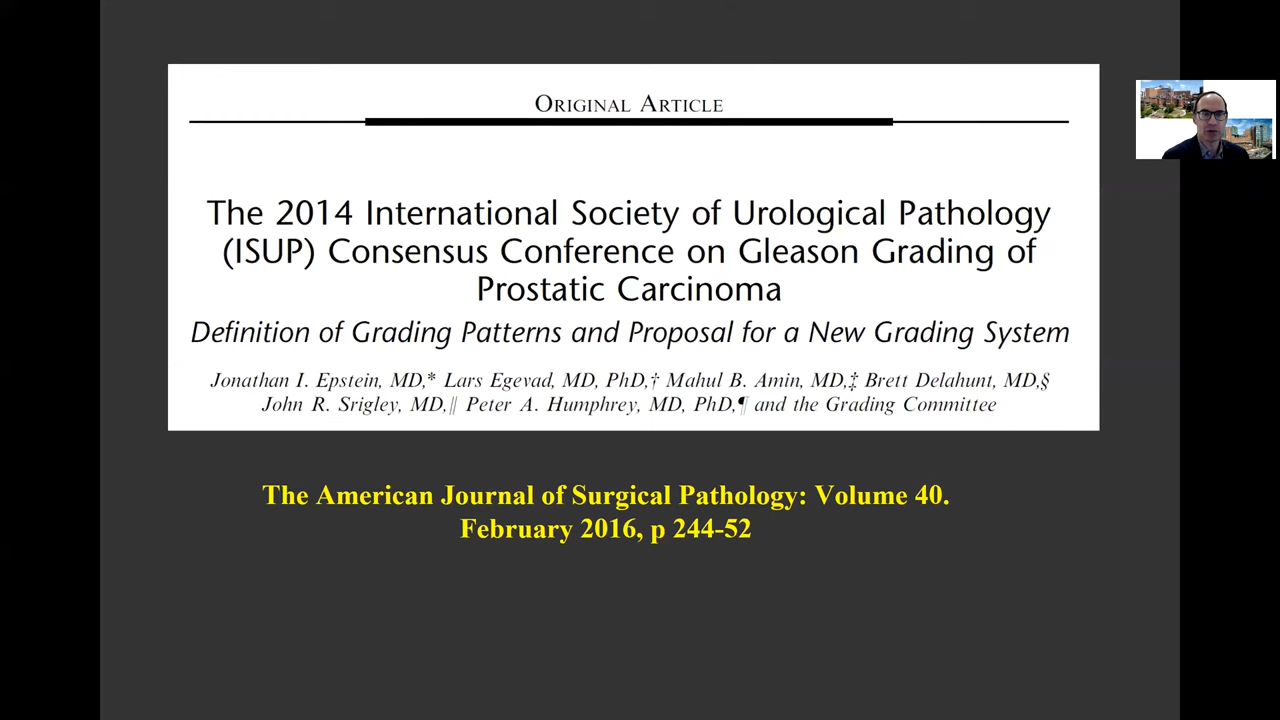 ORIGINAL ARTICLE
The 2014 International Society of Urological Pathology
(ISUP) Consensus Conference on Gleason Grading of
Prostatic Carcinoma
Definition of Grading Patterns and Proposal for a New Grading System
Jonathan I. Epstein, MD,* Lars Egevad, MD, PhD,† Mahul B. Amin, MD,‡ Brett Delahunt, MD,§
John R. Srigley, MD,∥ Peter A. Humphrey, MD, PhD,¶ and the Grading Committee
The American Journal of Surgical Pathology: Volume 40.
February 2016, p 244-52